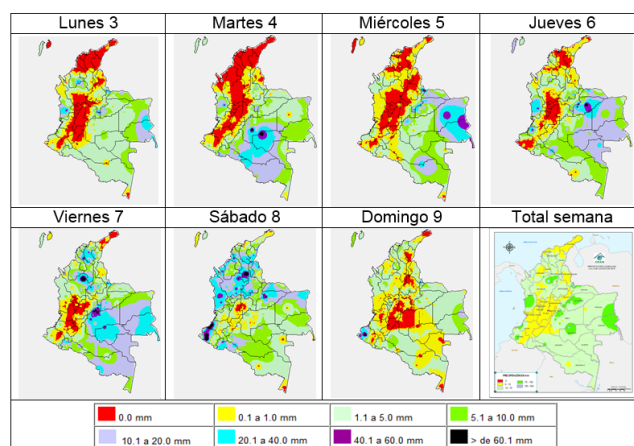 Lunes 3
Martes 4
Miércoles 5
Jueves 6
Viernes 7
Sábado 8
Domingo 9
Total semana
0.0 mm
0.1 a 1.0 mm
1.1 a 5.0 mm
5.1 a 10.0 mm
10.1 a 20.0 mm
20.1 a 40.0 mm
40.1 a 60.0 mm
> de 60.1 mm